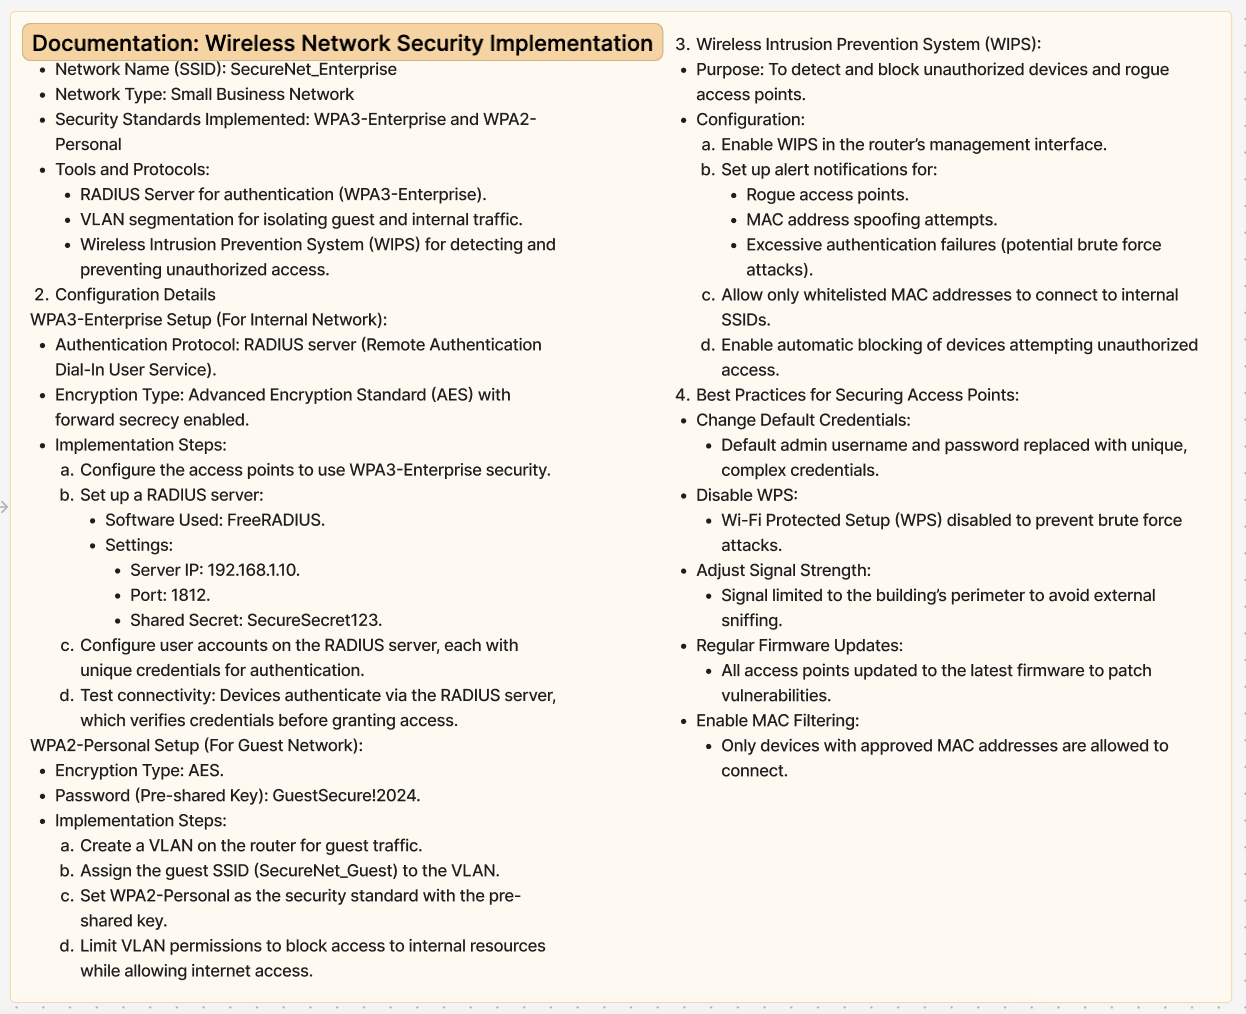 Documentation: Wireless Network Security Implementation
• Network Name (SSID): SecureNet_Enterprise
• Network Type: Small Business Network
• Security Standards Implemented: WPA3-Enterprise and WPA2-
Personal
• Tools and Protocols:
• RADIUS Server for authentication (WPA3-Enterprise).
• VLAN segmentation for isolating guest and internal traffic.
• Wireless Intrusion Prevention System (WIPS) for detecting and
preventing unauthorized access.
2. Configuration Details
WPA3-Enterprise Setup (For Internal Network):
• Authentication Protocol: RADIUS server (Remote Authentication
Dial-In User Service).
• Encryption Type: Advanced Encryption Standard (AES) with
forward secrecy enabled.
• Implementation Steps:
a. Configure the access points to use WPA3-Enterprise security.
b. Set up a RADIUS server:
• Software Used: FreeRADIUS.
• Settings:
• Server IP: 192.168.1.10.
• Port: 1812.
• Shared Secret: SecureSecret123.
c. Configure user accounts on the RADIUS server, each with
unique credentials for authentication.
d. Test connectivity: Devices authenticate via the RADIUS server,
which verifies credentials before granting access.
WPA2-Personal Setup (For Guest Network):
• Encryption Type: AES.
• Password (Pre-shared Key): GuestSecure!2024.
• Implementation Steps:
a. Create a VLAN on the router for guest traffic.
b. Assign the guest SSID (SecureNet_Guest) to the VLAN.
c. Set WPA2-Personal as the security standard with the pre-
shared key.
d. Limit VLAN permissions to block access to internal resources
while allowing internet access.
3. Wireless Intrusion Prevention System (WIPS):
• Purpose: To detect and block unauthorized devices and rogue
access points.
• Configuration:
a. Enable WIPS in the router’s management interface.
b. Set up alert notifications for:
• Rogue access points.
• MAC address spoofing attempts.
• Excessive authentication failures (potential brute force
attacks).
c. Allow only whitelisted MAC addresses to connect to internal
SSIDs.
d. Enable automatic blocking of devices attempting unauthorized
access.
4. Best Practices for Securing Access Points:
• Change Default Credentials:
• Default admin username and password replaced with unique,
complex credentials.
• Disable WPS:
• Wi-Fi Protected Setup (WPS) disabled to prevent brute force
attacks.
• Adjust Signal Strength:
• Signal limited to the building’s perimeter to avoid external
sniffing.
• Regular Firmware Updates:
• All access points updated to the latest firmware to patch
vulnerabilities.
• Enable MAC Filtering:
• Only devices with approved MAC addresses are allowed to
connect.